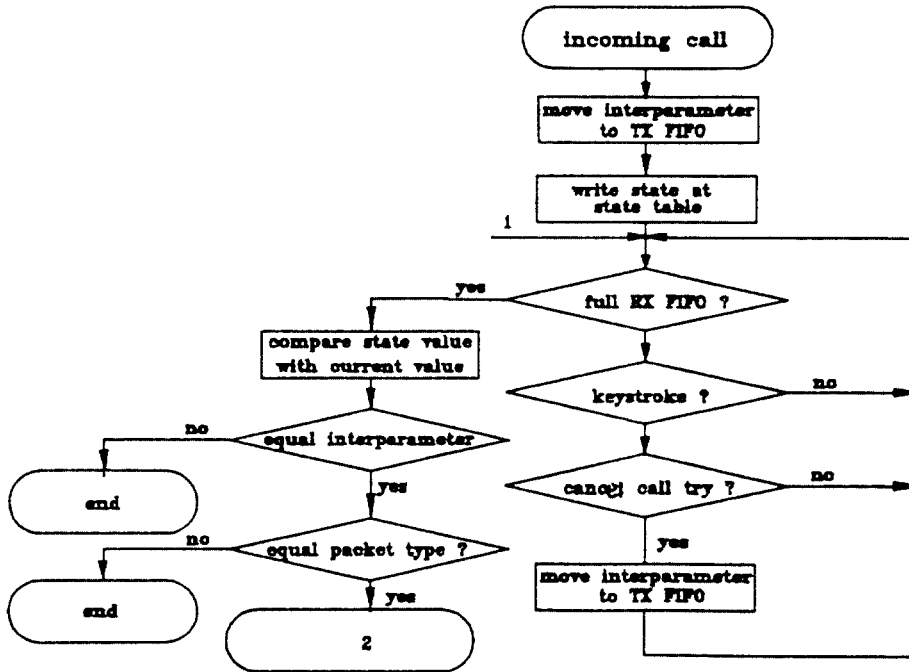 incoming call
move interparameter
to TX FIFO
write state at
state table
1
yes
full RX FIFO ?
compare state value
with current value
keystroke ?
no
no
equal interparameter
yes
cancel call try ?
no
end
no
equal packet type ?
yes
move interparameter
to TX FIFO
end
yes
2